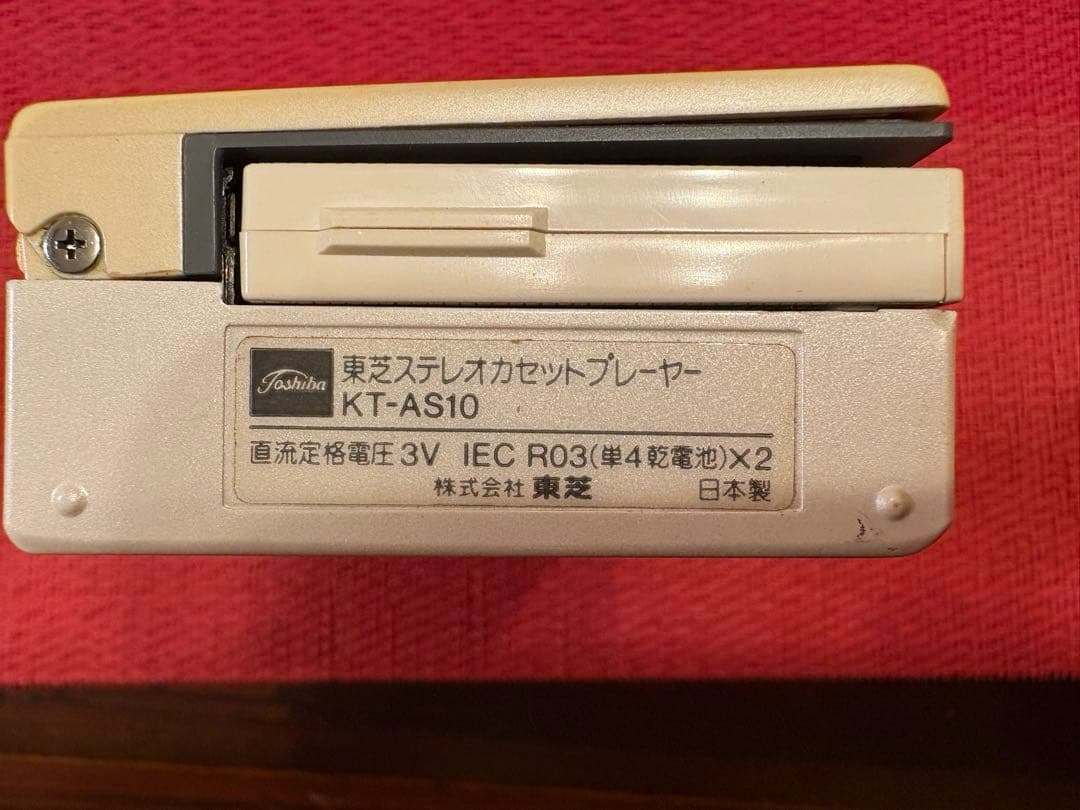 Toshiba
東芝ステレオカセットプレーヤー
KT-AS10
直流定格電圧3V IEC R03(単4乾電池)×2
株式会社 東芝 日本製